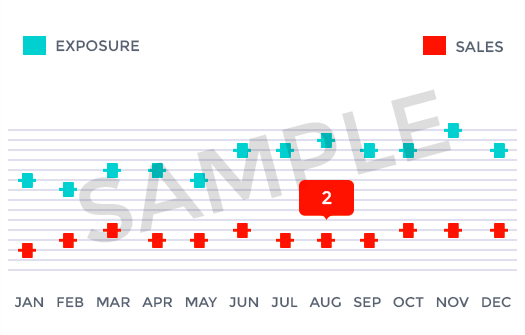 EXPOSURE
SALES
SAMPLE
2
JAN FEB MAR APR MAY JUN JUL AUG SEP OCT NOV DEC